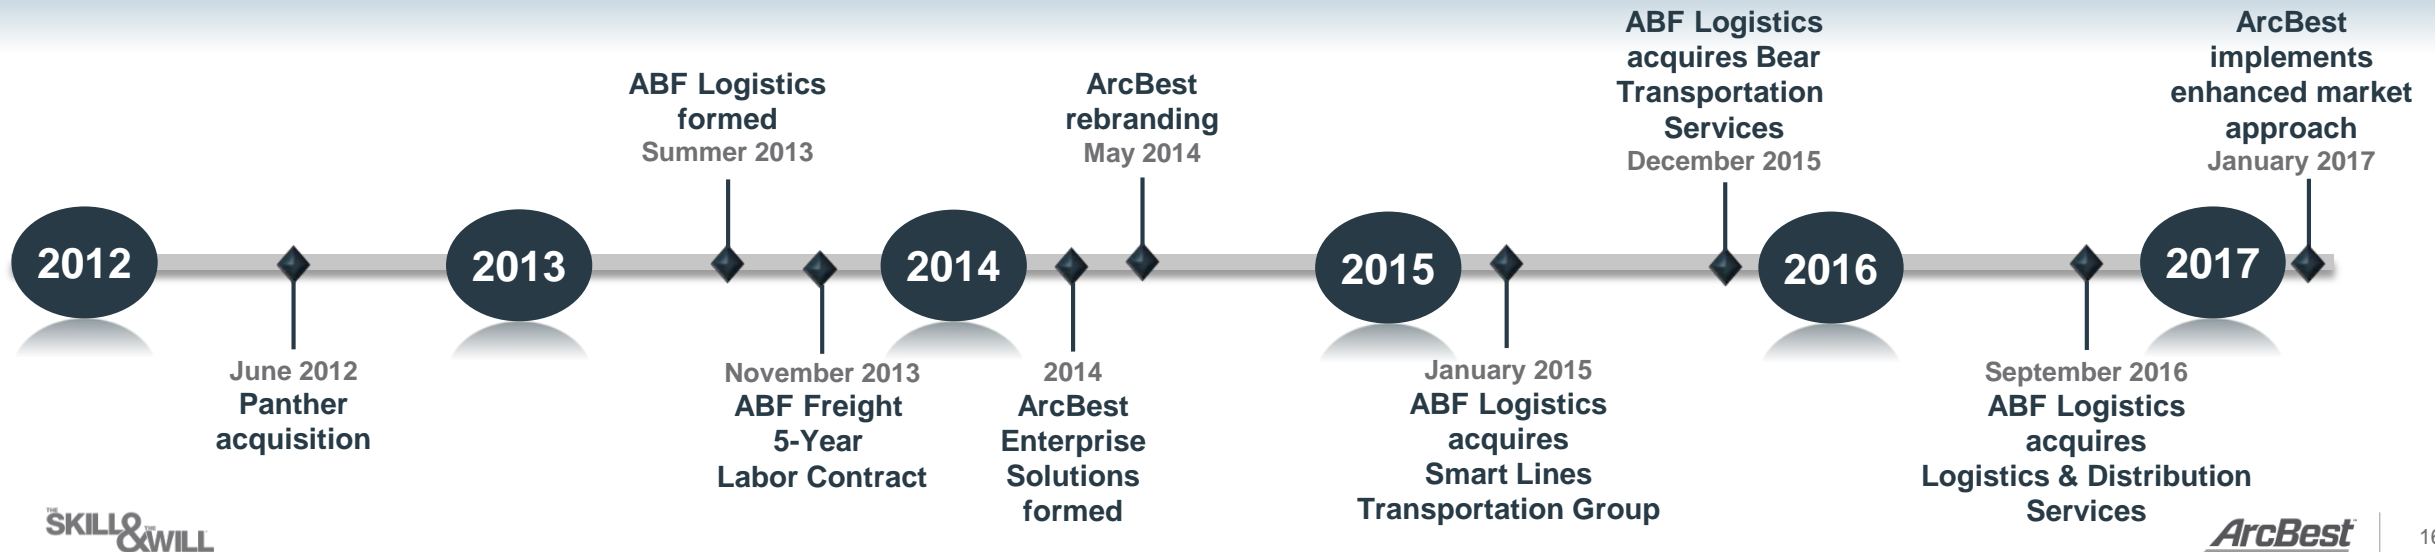 ABF Logistics
formed
Summer 2013
ArcBest
rebranding
May 2014
ABF Logistics
acquires Bear
Transportation
Services
December 2015
ArcBest
implements
enhanced market
approach
January 2017
2012
2013
2014
2015
2016
2017
June 2012
Panther
acquisition
November 2013
ABF Freight
5-Year
Labor Contract
2014
ArcBest
Enterprise
Solutions
formed
January 2015
ABF Logistics
acquires
Smart Lines
Transportation Group
September 2016
ABF Logistics
acquires
Logistics & Distribution
Services
THE
SKILL
& THE
WILL
ArcBest